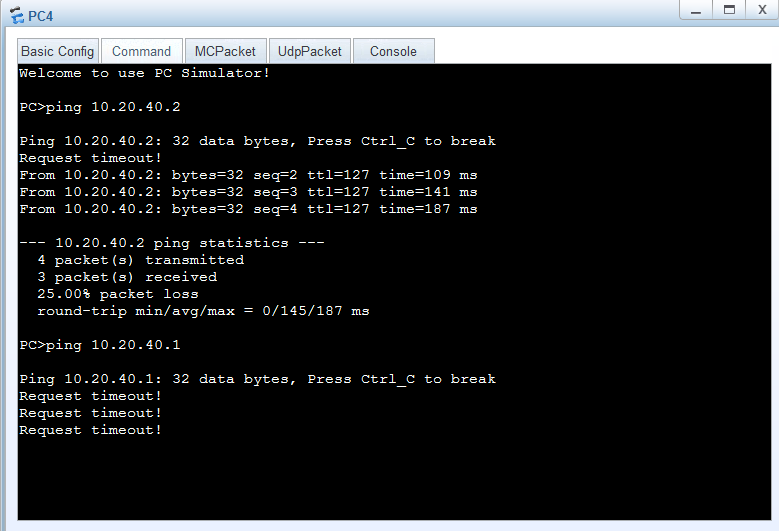 PC4
X
Basic Config Command MCPacket UdpPacket Console
Welcome to use PC Simulator!
PC>ping 10.20.40.2
Ping 10.20.40.2: 32 data bytes, Press Ctrl_C to break
Request timeout!
From 10.20.40.2: bytes=32 seq=2 ttl=127 time=109 ms
From 10.20.40.2: bytes=32 seq=3 ttl=127 time=141 ms
From 10.20.40.2: bytes=32 seq=4 ttl=127 time=187 ms
--- 10.20.40.2 ping statistics ---
4 packet(s) transmitted
3 packet(s) received
25.00% packet loss
round-trip min/avg/max = 0/145/187 ms
PC>ping 10.20.40.1
Ping 10.20.40.1: 32 data bytes, Press Ctrl_C to break
Request timeout!
Request timeout!
Request timeout!